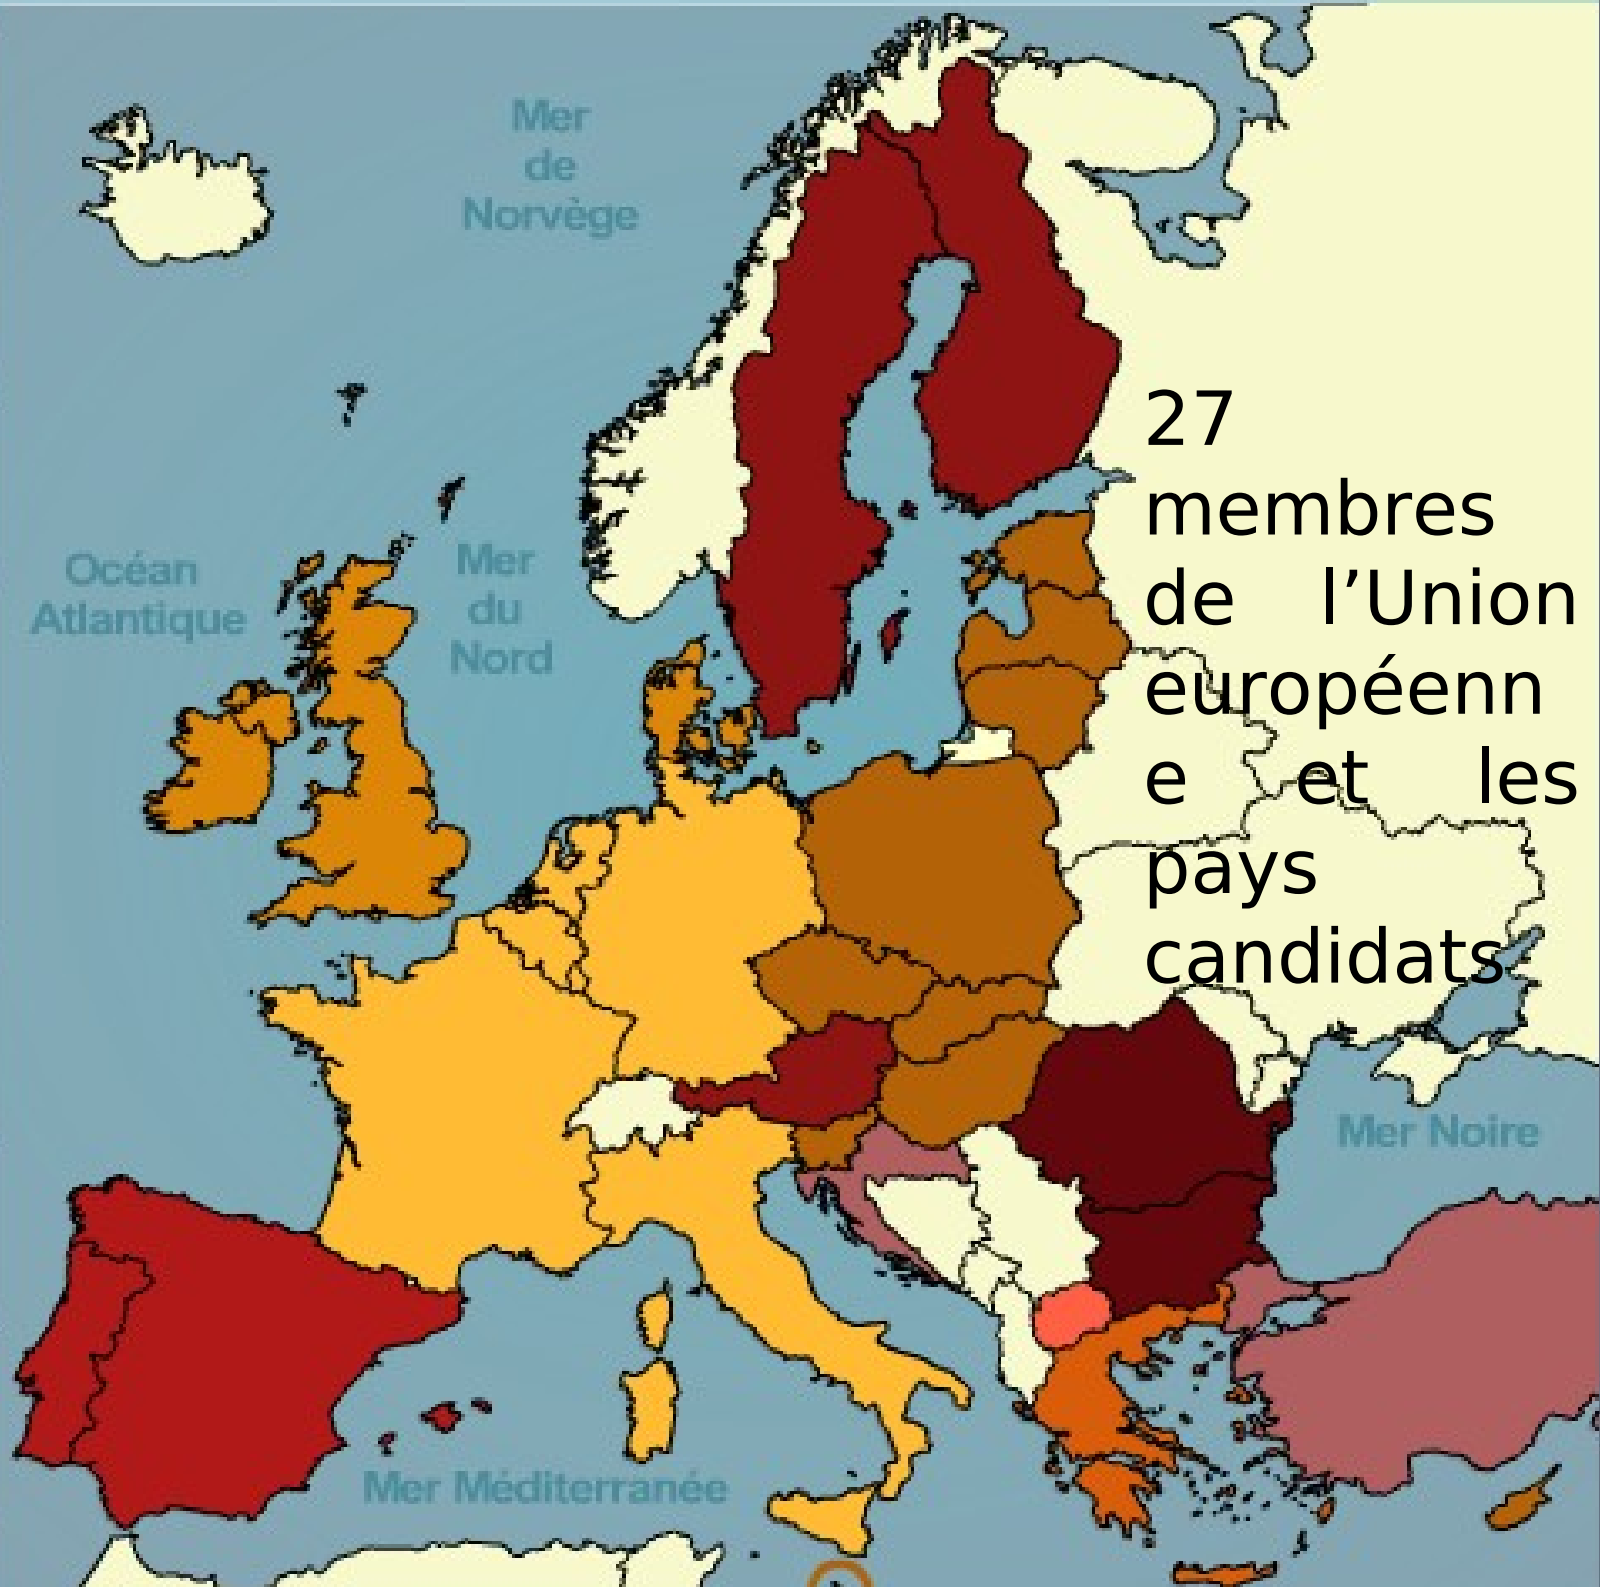 Mer
de
Norvège
Océan
Atlantique
Mer
du
Nord
27
membres
de l’Union
européenn
e et les
pays
candidats
Mer Noire
Mer Méditerranée